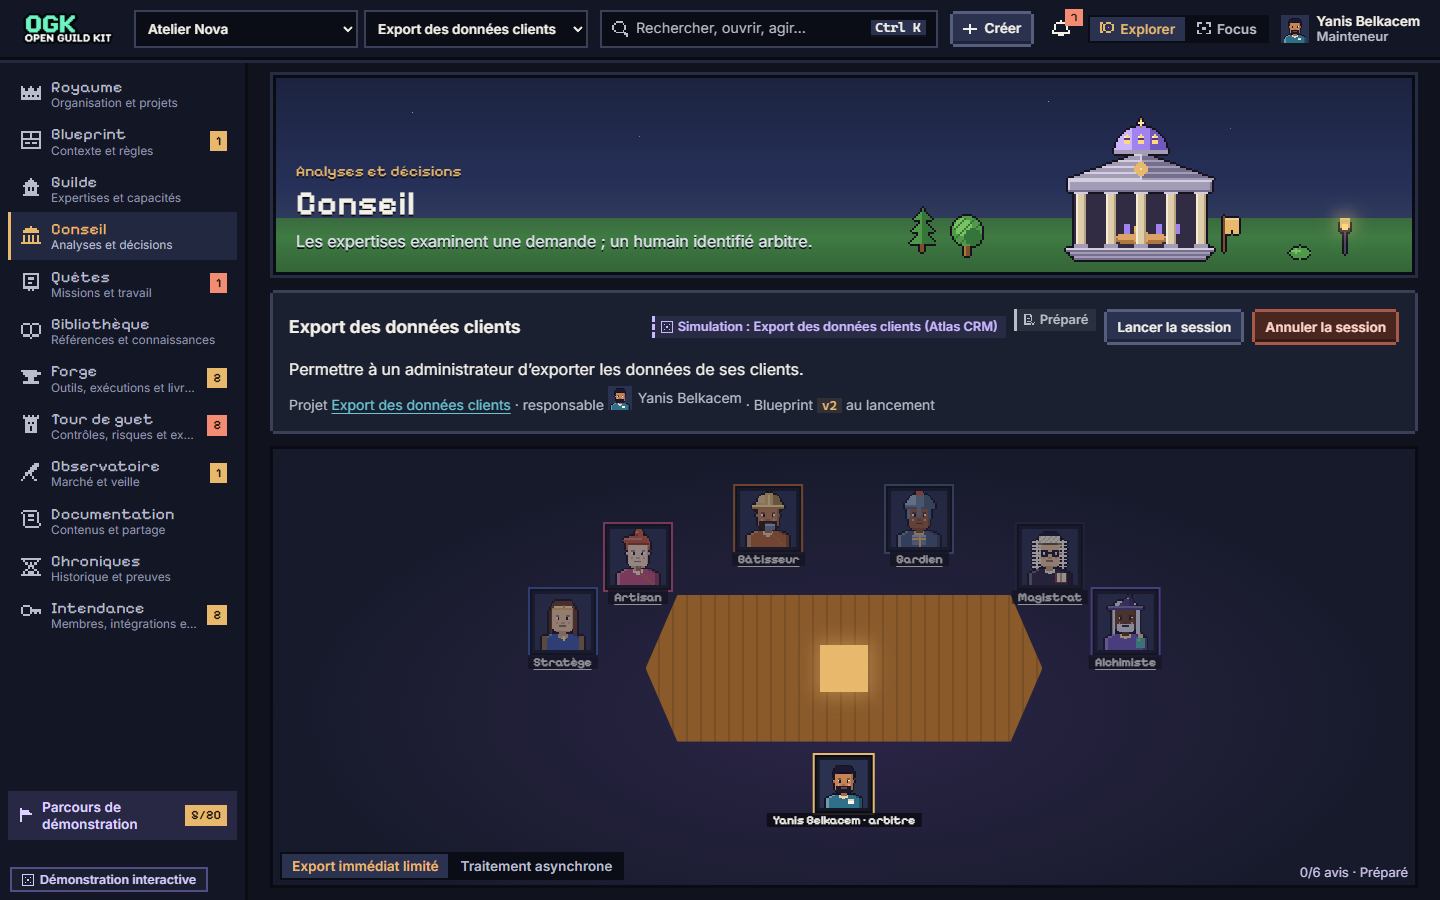 OGK
OPEN GUILD KIT
Atelier Nova
Export des données clients
Rechercher, ouvrir, agir...
Ctrl K
Créer
Explorer
Focus
Yanis Belkacem
Mainteneur
Royaume
Organisation et projets
Blueprint
Contexte et règles
1
Guilde
Expertises et capacités
Conseil
Analyses et décisions
Quêtes
Missions et travail
1
Bibliothèque
Références et connaissances
Forge
Outils, exécutions et livr...
8
Tour de guet
Contrôles, risques et ex...
8
Observatoire
Marché et veille
1
Documentation
Contenus et partage
Chroniques
Historique et preuves
Intendance
Membres, intégrations e...
8
Parcours de
démonstration
Démonstration interactive
Analyses et décisions
Conseil
Les expertises examinent une demande ; un humain identifié arbitre.
Export des données clients
Simulation : Export des données clients (Atlas CRM)
Préparé
Lancer la session
Annuler la session
Permettre à un administrateur d’exporter les données de ses clients.
Projet Export des données clients · responsable Yanis Belkacem · Blueprint v2 au lancement
Bâtisseur
Gardien
Artisan
Magistrat
Stratège
Alchimiste
Yanis Belkacem · arbitre
Export immédiat limité
Traitement asynchrone
0/6 avis · Préparé